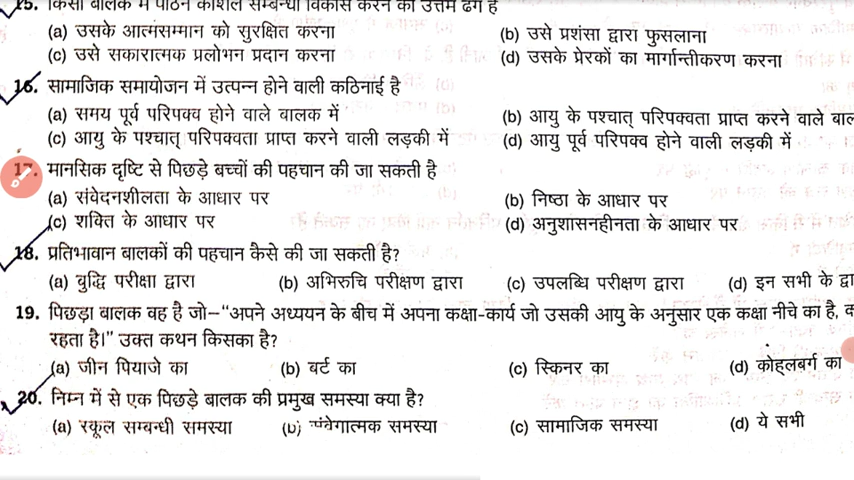 15. किसी बालक में पठन कौशल सम्बन्धी विकास करने का उत्तम ढंग है
(a) उसके आत्मसम्मान को सुरक्षित करना (b) उसे प्रशंसा द्वारा फुसलाना
(c) उसे सकारात्मक प्रलोभन प्रदान करना (d) उसके प्रेरकों का मार्गान्तीकरण करना
16. सामाजिक समायोजन में उत्पन्न होने वाली कठिनाई है
(a) समय पूर्व परिपक्व होने वाले बालक में (b) आयु के पश्चात् परिपक्वता प्राप्त करने वाले
(c) आयु के पश्चात् परिपक्वता प्राप्त करने वाली लड़की में (d) आयु पूर्व परिपक्व होने वाली लड़की में
17. मानसिक दृष्टि से पिछड़े बच्चों की पहचान की जा सकती है
(a) संवेदनशीलता के आधार पर (b) निष्ठा के आधार पर
(c) शक्ति के आधार पर (d) अनुशासनहीनता के आधार पर
18. प्रतिभावान बालकों की पहचान कैसे की जा सकती है?
(a) बुद्धि परीक्षा द्वारा (b) अभिरुचि परीक्षण द्वारा (c) उपलब्धि परीक्षण द्वारा (d) इन सभी के
19. पिछड़ा बालक वह है जो–“अपने अध्ययन के बीच में अपना कक्षा-कार्य जो उसकी आयु के अनुसार एक कक्षा नीचे का है,
रहता है।” उक्त कथन किसका है?
(a) जीन पियाजे का (b) बर्ट का (c) स्किनर का (d) कोहलबर्ग का
20. निम्न में से एक पिछड़े बालक की प्रमुख समस्या क्या है?
(a) स्कूल सम्बन्धी समस्या (b) संवेगात्मक समस्या (c) सामाजिक समस्या (d) ये सभी